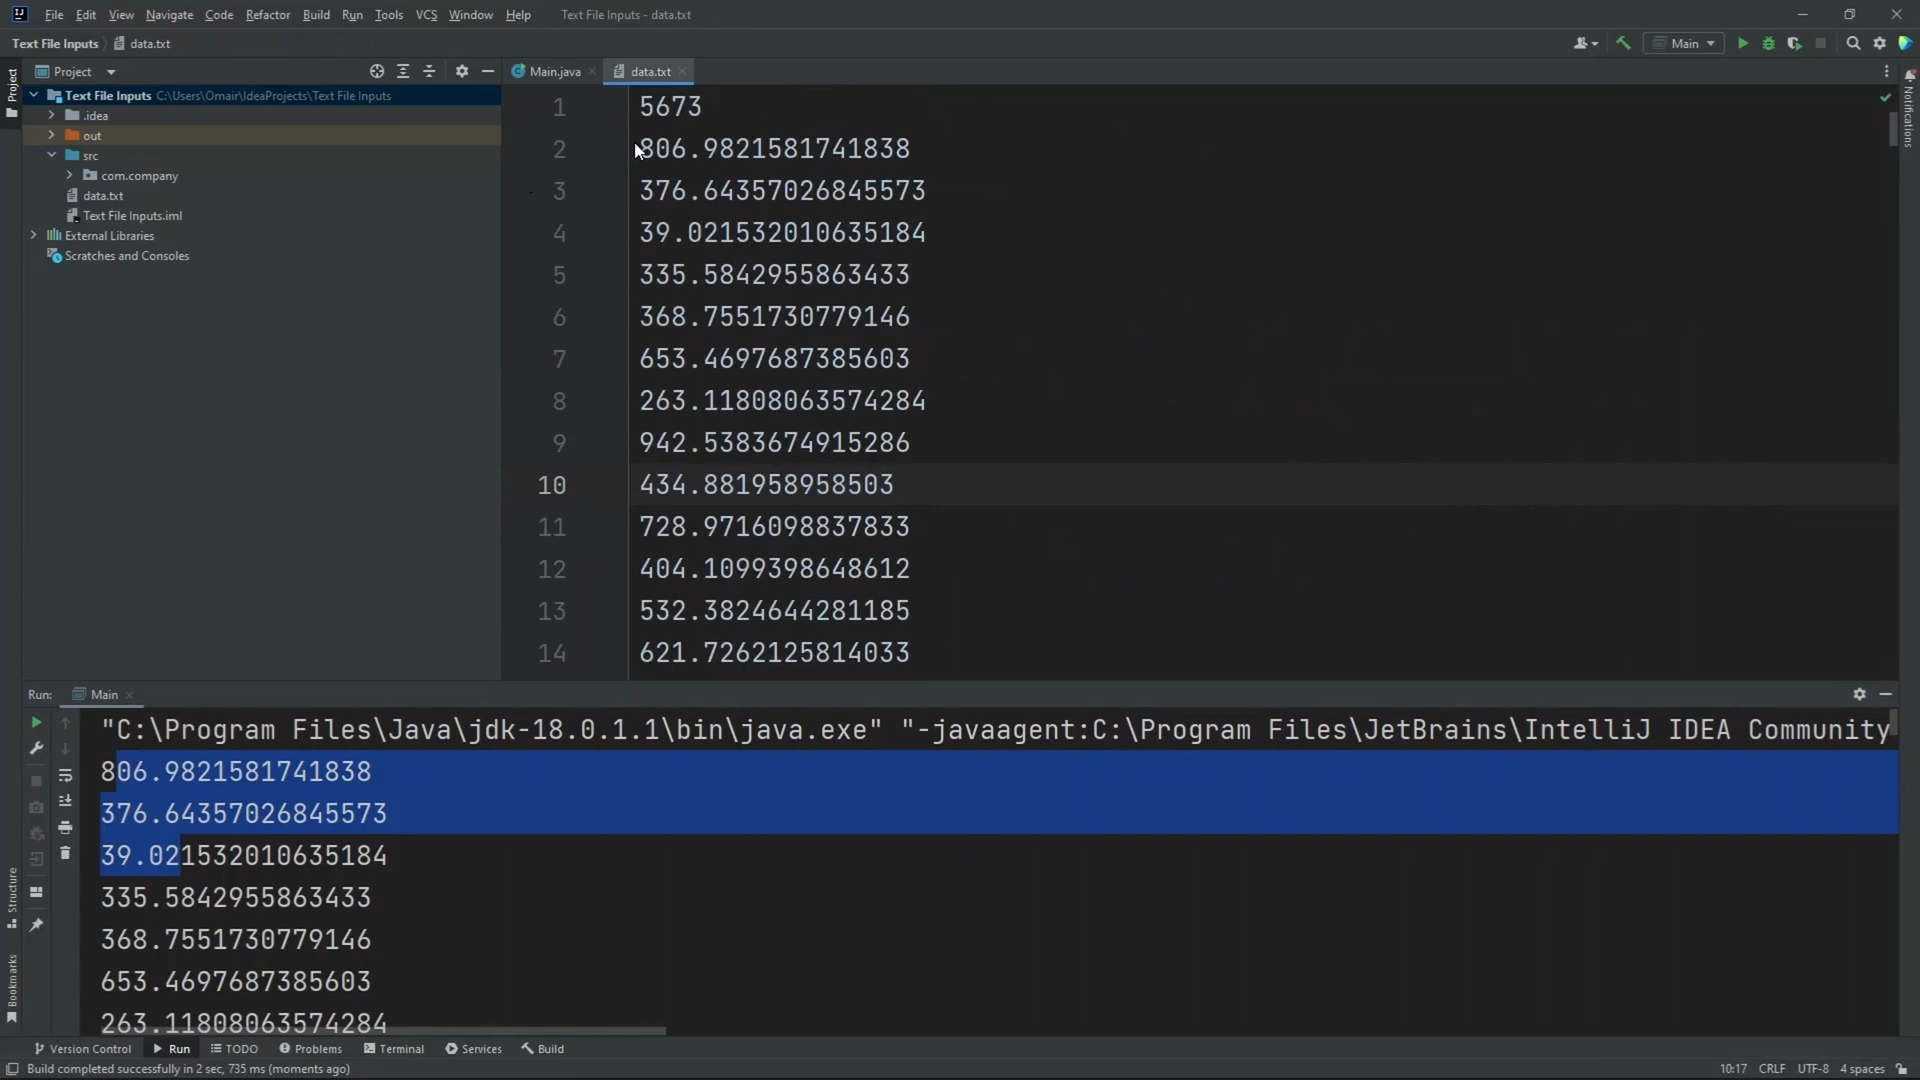 File Edit View Navigate Code Refactor Build Run Tools VCS Window Help Text File Inputs - data.txt
Text File Inputs data.txt Main
Project Main.java data.txt
Project
Notifications
Text File Inputs C:\Users\Omair\IdeaProjects\Text File Inputs
.idea
out
src
com.company
data.txt
Text File Inputs.iml
External Libraries
Scratches and Consoles
1 5673
2 806.9821581741838
3 376.64357026845573
4 39.021532010635184
5 335.5842955863433
6 368.7551730779146
7 653.4697687385603
8 263.11808063574284
9 942.5383674915286
10 434.881958958503
11 728.9716098837833
12 404.1099398648612
13 532.3824644281185
14 621.7262125814033
Run: Main
"C:\Program Files\Java\jdk-18.0.1.1\bin\java.exe" "-javaagent:C:\Program Files\JetBrains\IntelliJ IDEA Community
806.9821581741838
376.64357026845573
39.021532010635184
335.5842955863433
368.7551730779146
653.4697687385603
263.11808063574284
Structure
Bookmarks
Version Control Run TODO Problems Terminal Services Build
Build completed successfully in 2 sec, 735 ms (moments ago) 10:17 CRLF UTF-8 4 spaces